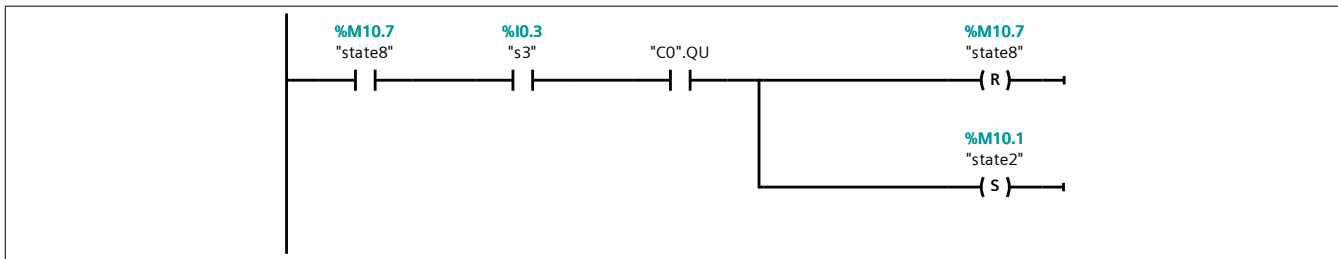 %M10.7 %I0.3 %M10.7
"state8" "s3" "C0".QU "state8"
R
%M10.1
"state2"
S